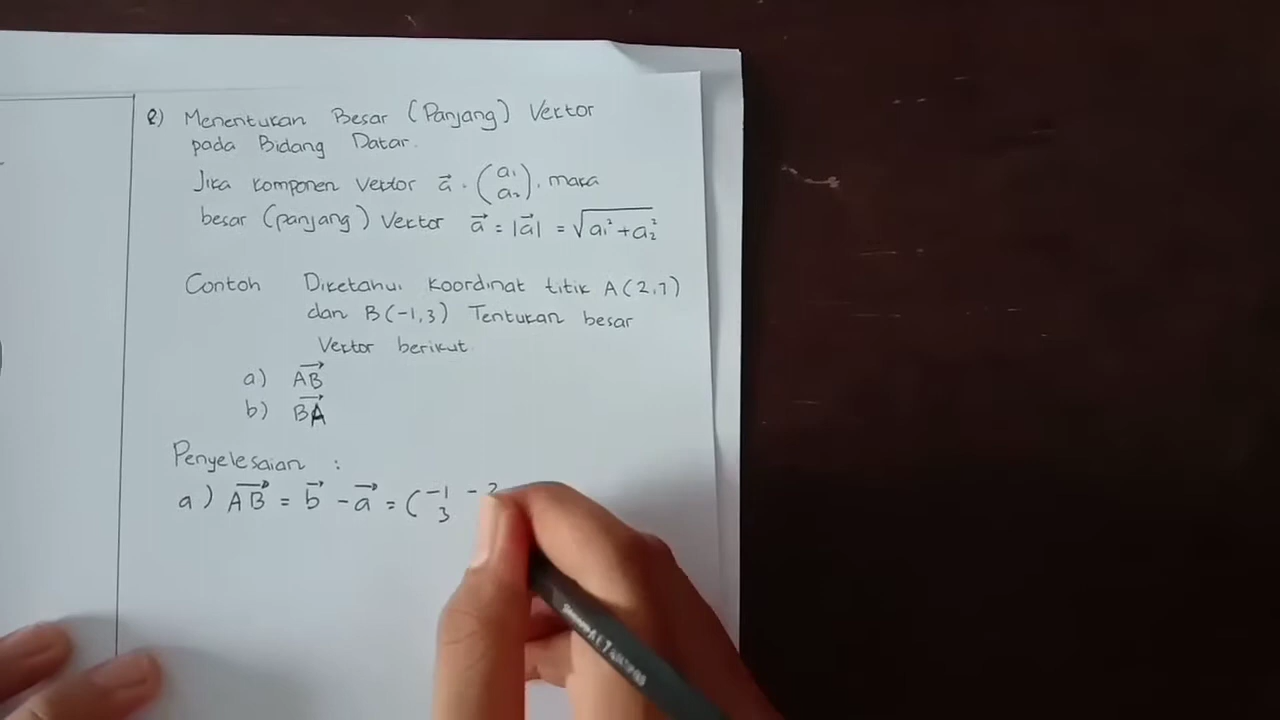 2) Menentukan Besar (Panjang) Vektor
pada Bidang Datar.
Jika komponen Vektor a⃗ = (a₁ a₂), maka
besar (panjang) Vektor a⃗ = |a⃗| = √a₁² + a₂²
Contoh Diketahui koordinat titik A(2,7)
dan B(-1,3) Tentukan besar
Vektor berikut.
a) AB⃗
b) BA⃗
Penyelesaian :
a) AB⃗ = b⃗ - a⃗ = ( -1 - 2
3